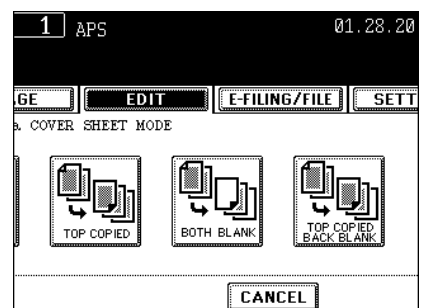 1 APS 01.28.20
GE EDIT E-FILING/FILE SETT
a. COVER SHEET MODE
TOP COPIED BOTH BLANK TOP COPIED
BACK BLANK
CANCEL